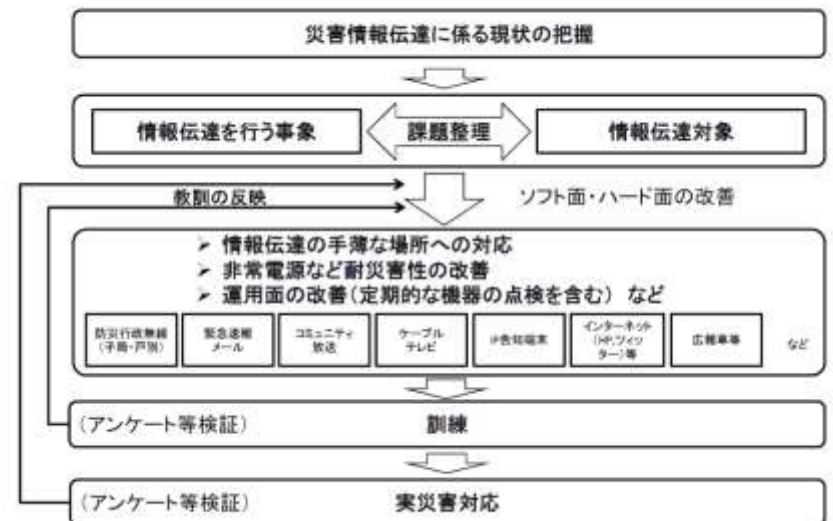 災害情報伝達に係る現状の把握
情報伝達を行う事象
課題整理
情報伝達対象
教訓の反映
ソフト面・ハード面の改善
➢ 情報伝達の手薄な場所への対応
➢ 非常電源など耐災害性の改善
➢ 運用面の改善(定期的な機器の点検を含む) など
防災行政無線
(子局・戸別)
緊急速報
メール
コミュニティ
放送
ケーブル
テレビ
IP告知端末
インターネット
(HP,ツイッ
ター)等
広報車等
など
(アンケート等検証)
訓練
(アンケート等検証)
実災害対応